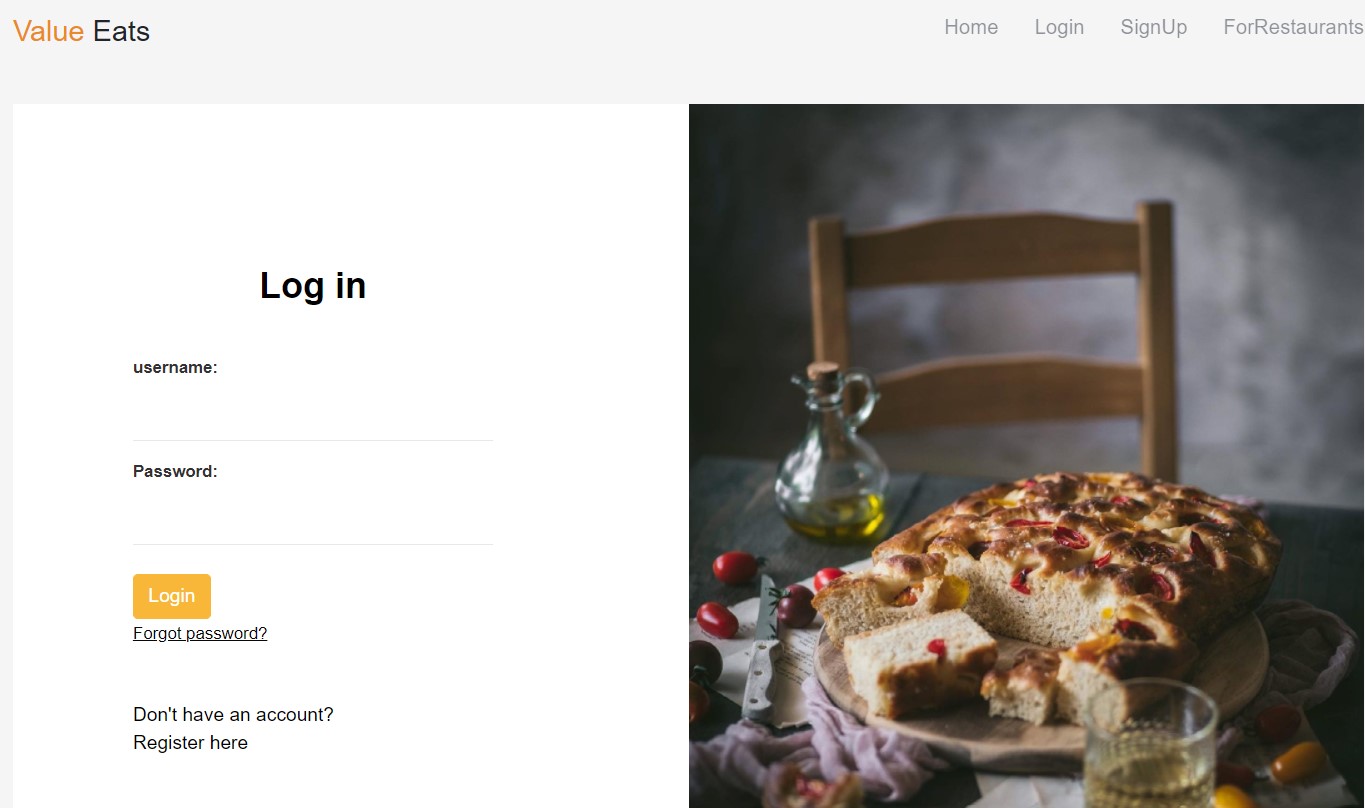 Value Eats
Home Login SignUp ForRestaurants
Log in
username:
Password:
Login
Forgot password?
Don't have an account?
Register here